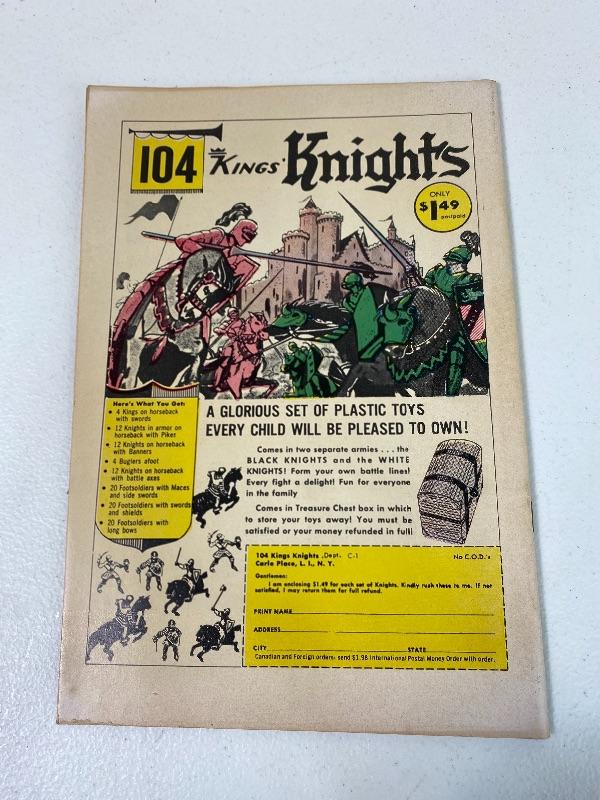 104 KINGS' Knights
ONLY
$1.49
postpaid
Here's What You Get:
• 4 Kings on horseback
with swords
• 12 Knights in armor on
horseback with Pikes
• 12 Knights on horseback
with Banners
• 4 Buglers afoot
• 12 Knights on horseback
with battle axes
• 20 Footsoldiers with Maces
and side swords
• 20 Footsoldiers with swords
and shields
• 20 Footsoldiers with
long bows
A GLORIOUS SET OF PLASTIC TOYS
EVERY CHILD WILL BE PLEASED TO OWN!
Comes in two separate armies . . . the
BLACK KNIGHTS and the WHITE
KNIGHTS! Form your own battle lines!
Every fight a delight! Fun for everyone
in the family
Comes in Treasure Chest box in which
to store your toys away! You must be
satisfied or your money refunded in full!
104 Kings Knights ,Dept. C-1 No C.O.D.'s
Carle Place, L. I., N. Y.
Gentlemen:
I am enclosing $1.49 for each set of Knights. Kindly rush these to me. If not
satisfied, I may return them for full refund.
PRINT NAME
ADDRESS
CITY STATE
Canadian and Foreign orders: send $1.98 International Postal Money Order with order.